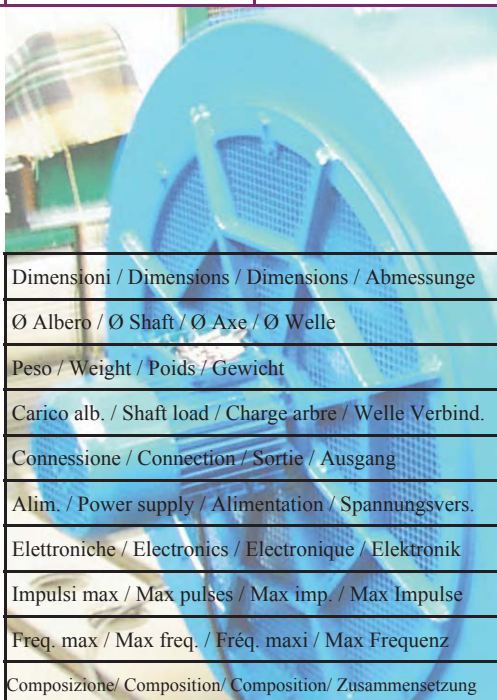 Dimensioni / Dimensions / Dimensions / Abmessunge
Ø Albero / Ø Shaft / Ø Axe / Ø Welle
Peso / Weight / Poids / Gewicht
Carico alb. / Shaft load / Charge arbre / Welle Verbind.
Connessione / Connection / Sortie / Ausgang
Alim. / Power supply / Alimentation / Spannungsvers.
Elettroniche / Electronics / Electronique / Elektronik
Impulsi max / Max pulses / Max imp. / Max Impulse
Freq. max / Max freq. / Fréq. maxi / Max Frequenz
Composizione/ Composition/ Composition/ Zusammensetzung